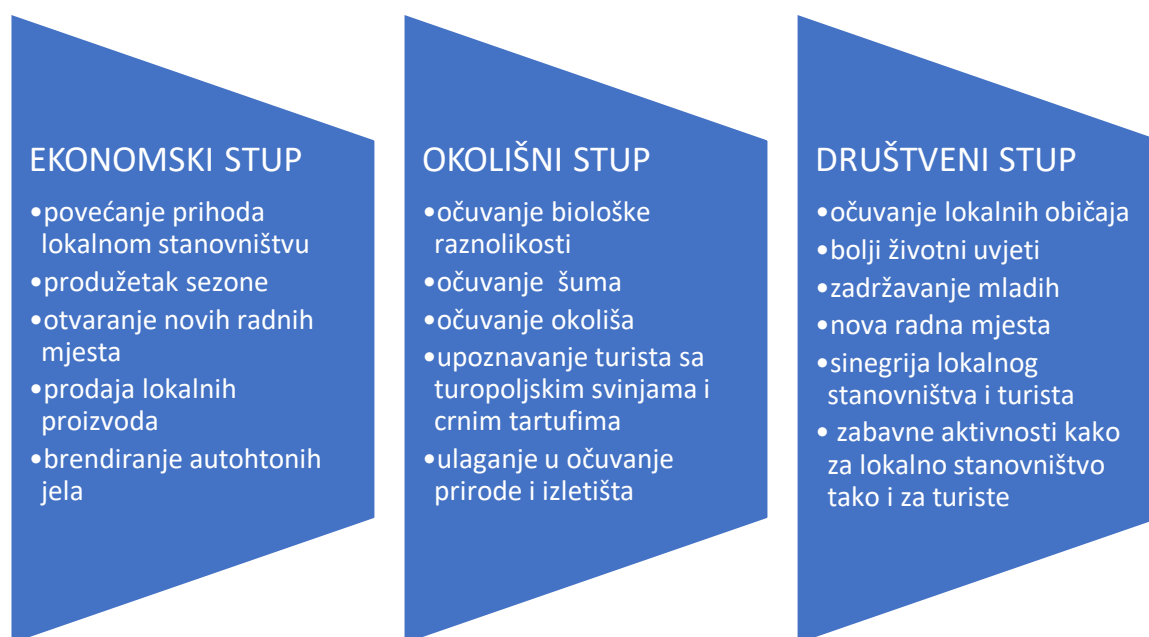 EKONOMSKI STUP
•povećanje prihoda
lokalnom stanovništvu
•produžetak sezone
•otvaranje novih radnih
mjesta
•prodaja lokalnih
proizvoda
•brendiranje autohtonih
jela
OKOLIŠNI STUP
•očuvanje biološke
raznolikosti
•očuvanje šuma
•očuvanje okoliša
•upoznavanje turista sa
turopoljskim svinjama i
crnim tartufima
•ulaganje u očuvanje
prirode i izletišta
DRUŠTVENI STUP
•očuvanje lokalnih običaja
•bolji životni uvjeti
•zadržavanje mladih
•nova radna mjesta
•sinegrija lokalnog
stanovništva i turista
• zabavne aktivnosti kako
za lokalno stanovništvo
tako i za turiste